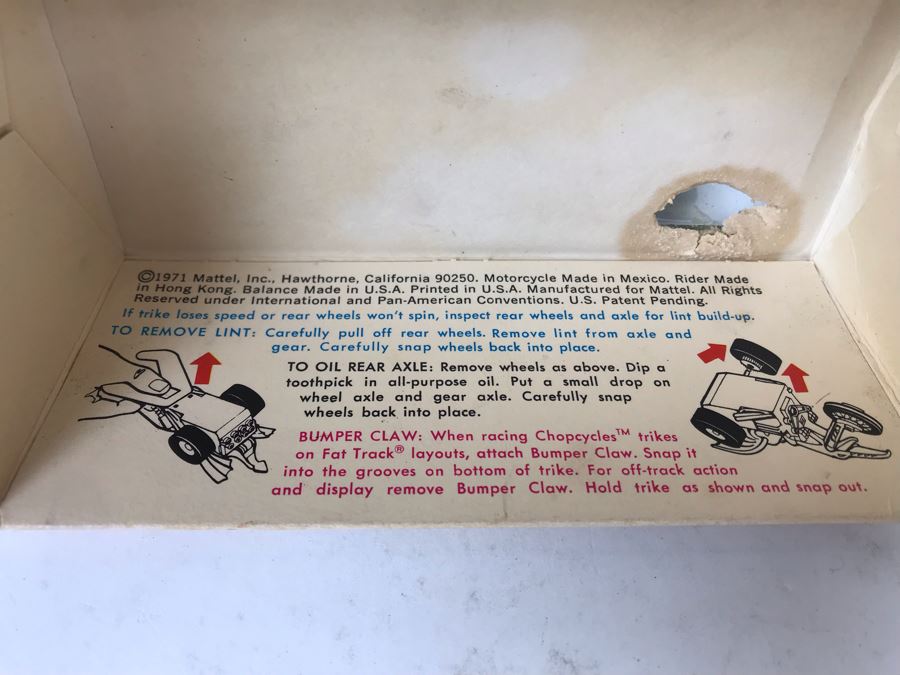 ©1971 Mattel, Inc., Hawthorne, California 90250. Motorcycle Made in Mexico. Rider Made
in Hong Kong. Balance Made in U.S.A. Printed in U.S.A. Manufactured for Mattel. All Rights
Reserved under International and Pan-American Conventions. U.S. Patent Pending.
If trike loses speed or rear wheels won't spin, inspect rear wheels and axle for lint build-up.
TO REMOVE LINT: Carefully pull off rear wheels. Remove lint from axle and
gear. Carefully snap wheels back into place.
TO OIL REAR AXLE: Remove wheels as above. Dip a
toothpick in all-purpose oil. Put a small drop on
wheel axle and gear axle. Carefully snap
wheels back into place.
BUMPER CLAW: When racing Chopcycles™ trikes
on Fat Track® layouts, attach Bumper Claw. Snap it
into the grooves on bottom of trike. For off-track action
and display remove Bumper Claw. Hold trike as shown and snap out.